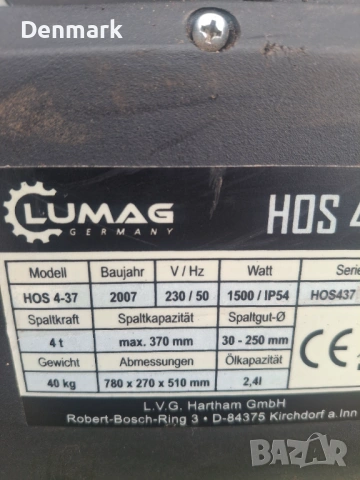 Denmark
LUMAG
GERMANY
HOS 4
Modell Baujahr V / Hz Watt Serie
HOS 4-37 2007 230 / 50 1500 / IP54 HOS437
Spaltkraft Spaltkapazität Spaltgut-Ø
4 t max. 370 mm 30 - 250 mm
Gewicht Abmessungen Ölkapazität
40 kg 780 x 270 x 510 mm 2,4l
CE
L.V.G. Hartham GmbH
Robert-Bosch-Ring 3 • D-84375 Kirchdorf a.Inn
bazar